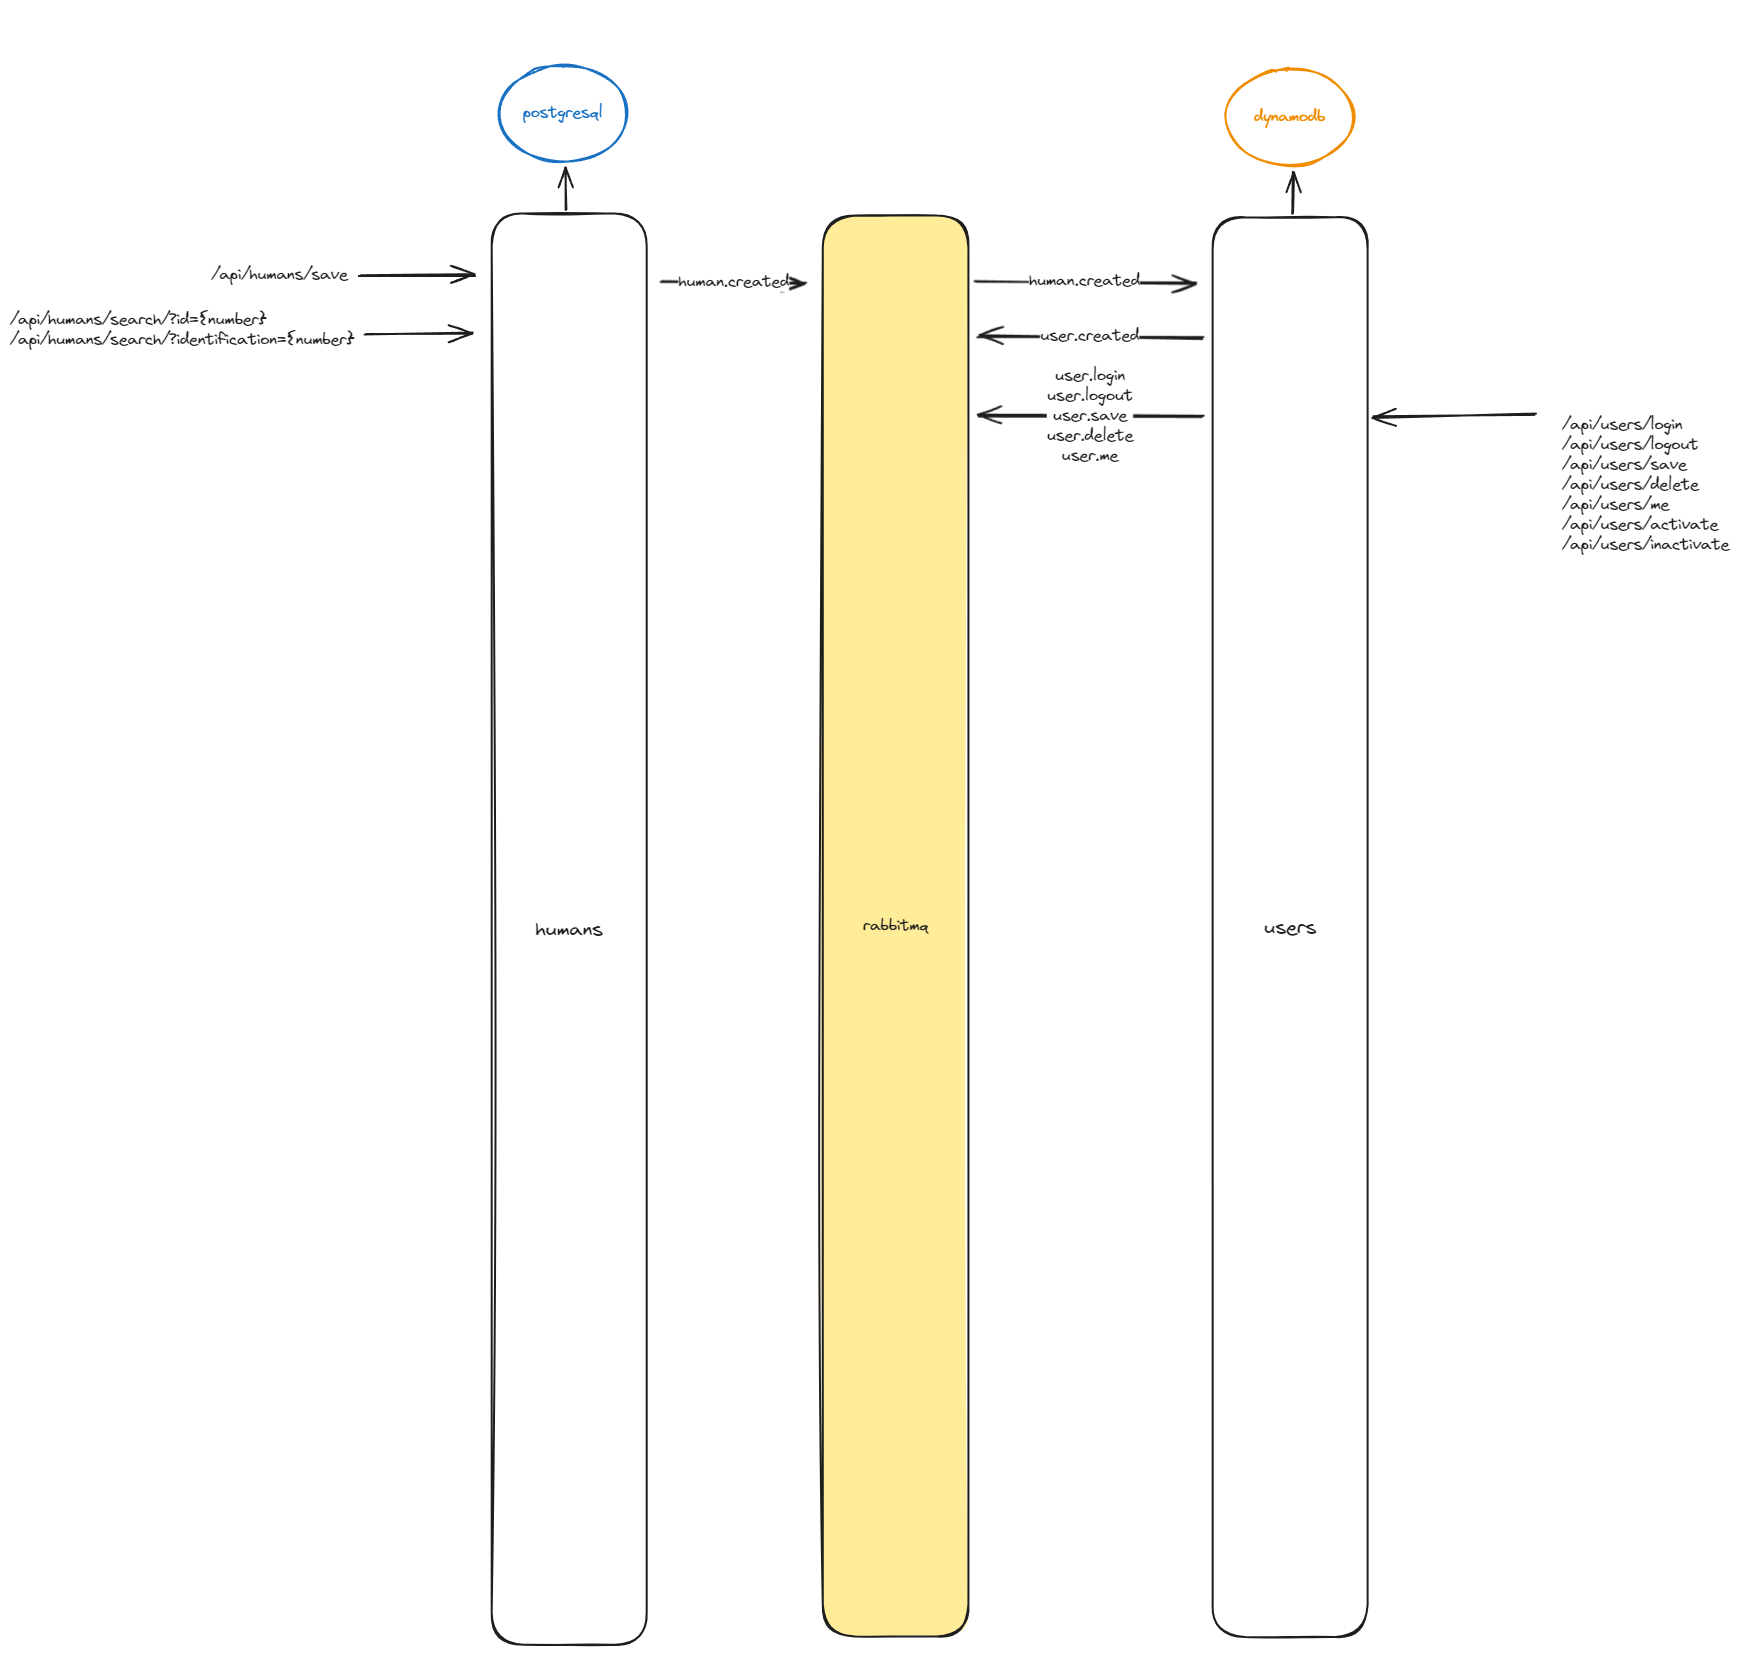 postgresql
dynamodb
/api/humans/save
/api/humans/search/?id={number}
/api/humans/search/?identification={number}
human.created
human.created
user.created
user.login
user.logout
user.save
user.delete
user.me
/api/users/login
/api/users/logout
/api/users/save
/api/users/delete
/api/users/me
/api/users/activate
/api/users/inactivate
humans
rabbitmq
users